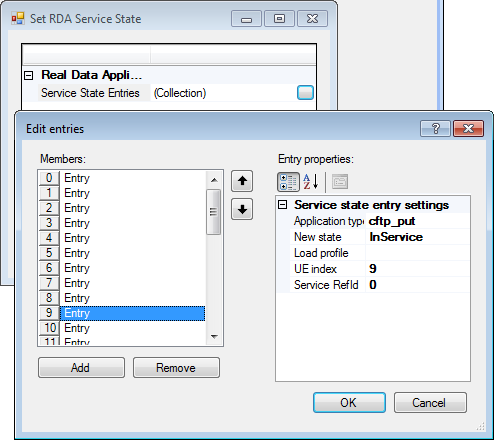 Set RDA Service State
Real Data Appli...
Service State Entries (Collection)
Edit entries
Members:
0 Entry
1 Entry
2 Entry
3 Entry
4 Entry
5 Entry
6 Entry
7 Entry
8 Entry
9 Entry
10 Entry
11 Entry
Add Remove
Entry properties:
Service state entry settings
Application type cftp_put
New state InService
Load profile
UE index 9
Service RefId 0
OK Cancel